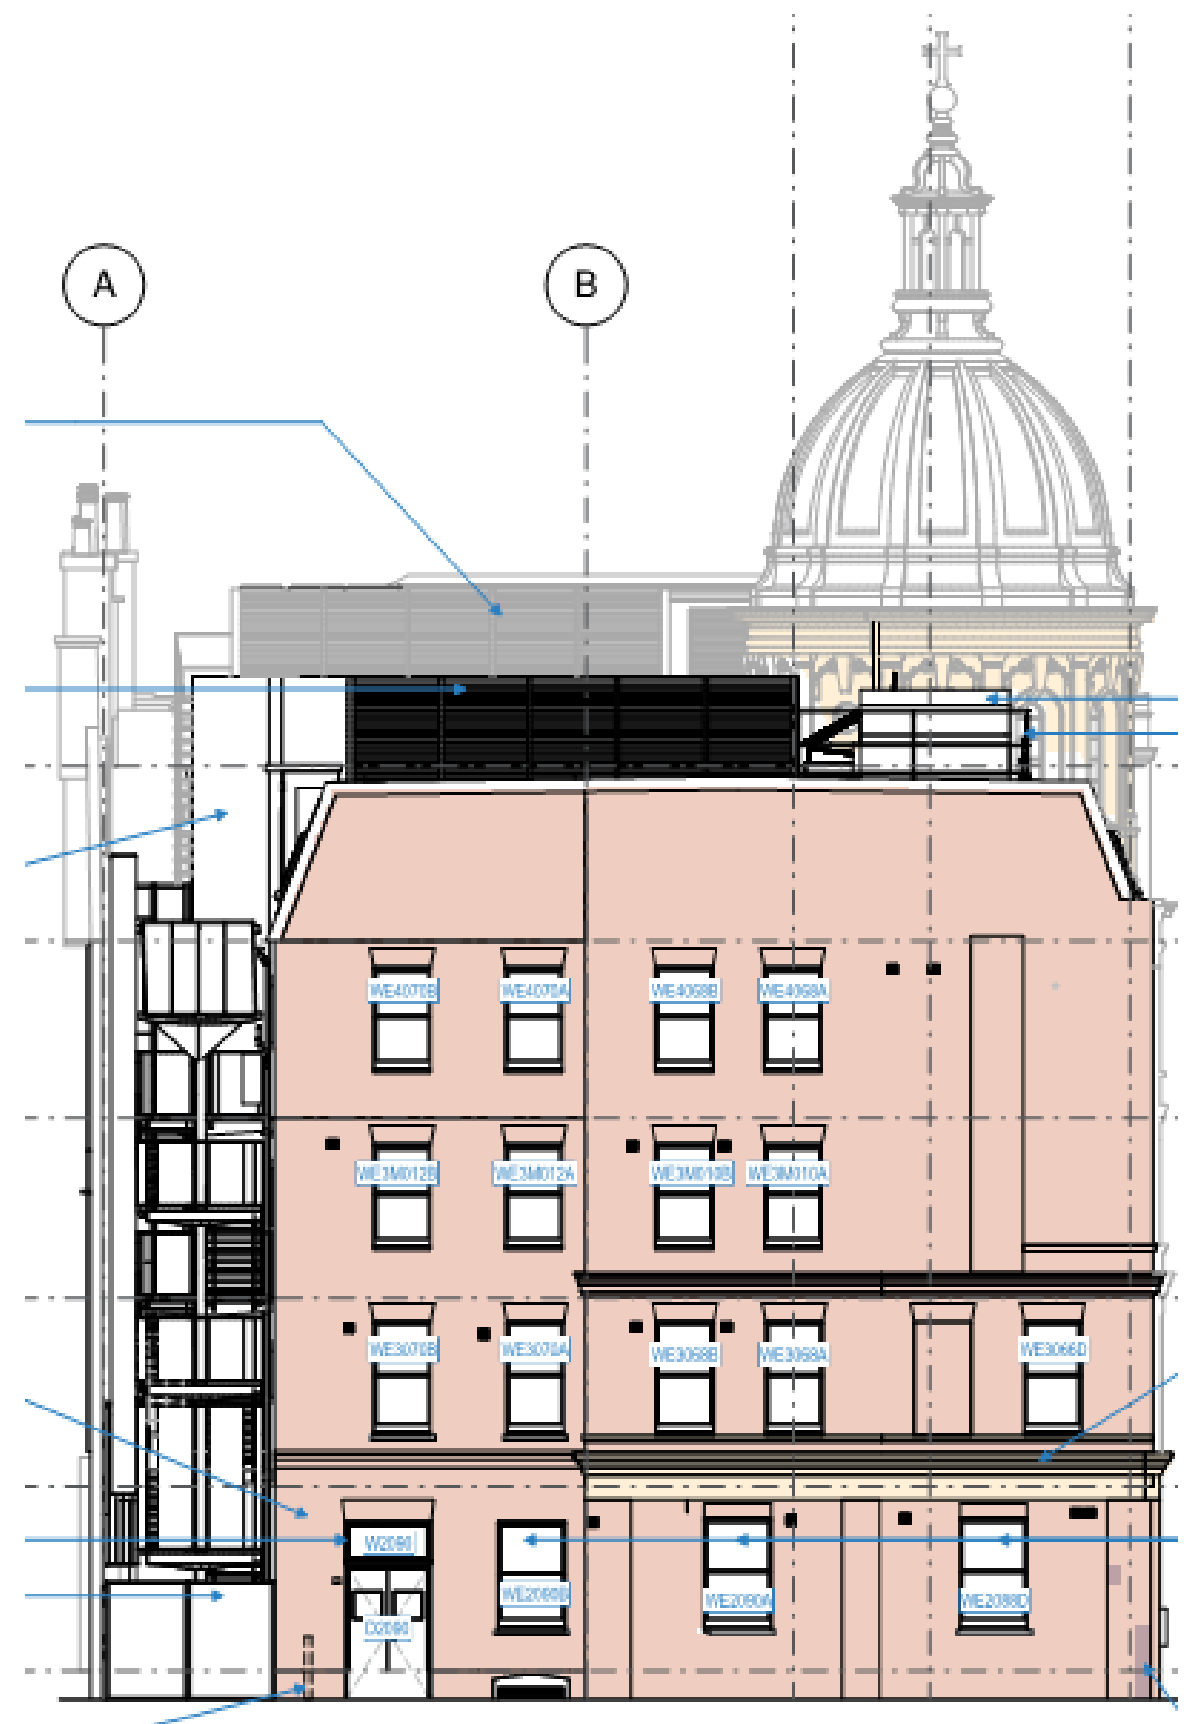 A B
WE4070B WE4070A WE4068B WE4068A
WE3M012B WE3M012A WE3M010B WE3M010A
WE3070B WE3070A WE3068B WE3068A WE3066D
W2090
WE2090B WE2090A WE2088D
D2090